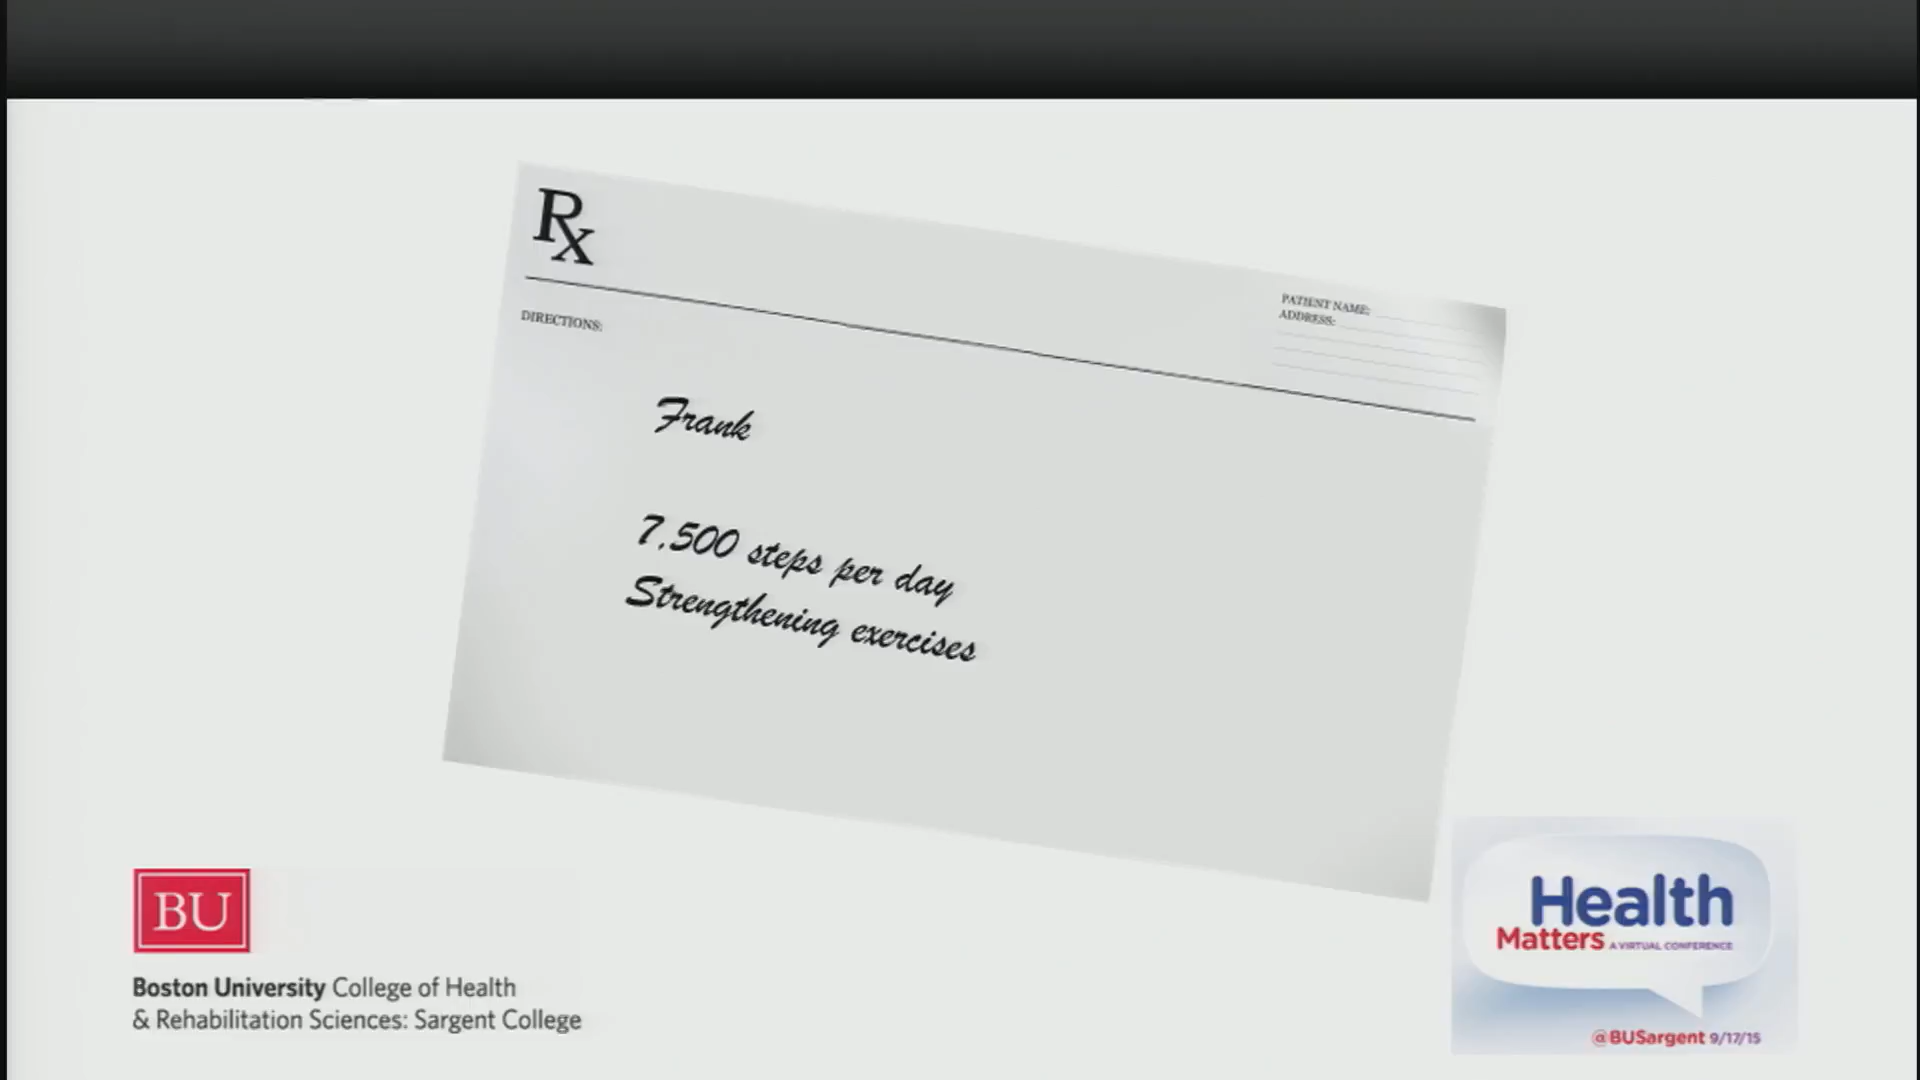 Rx
PATIENT NAME:
ADDRESS:
DIRECTIONS:
Frank
7,500 steps per day
Strengthening exercises
BU
Boston University College of Health
& Rehabilitation Sciences: Sargent College
Health
Matters A VIRTUAL CONFERENCE
@BUSargent 9/17/15